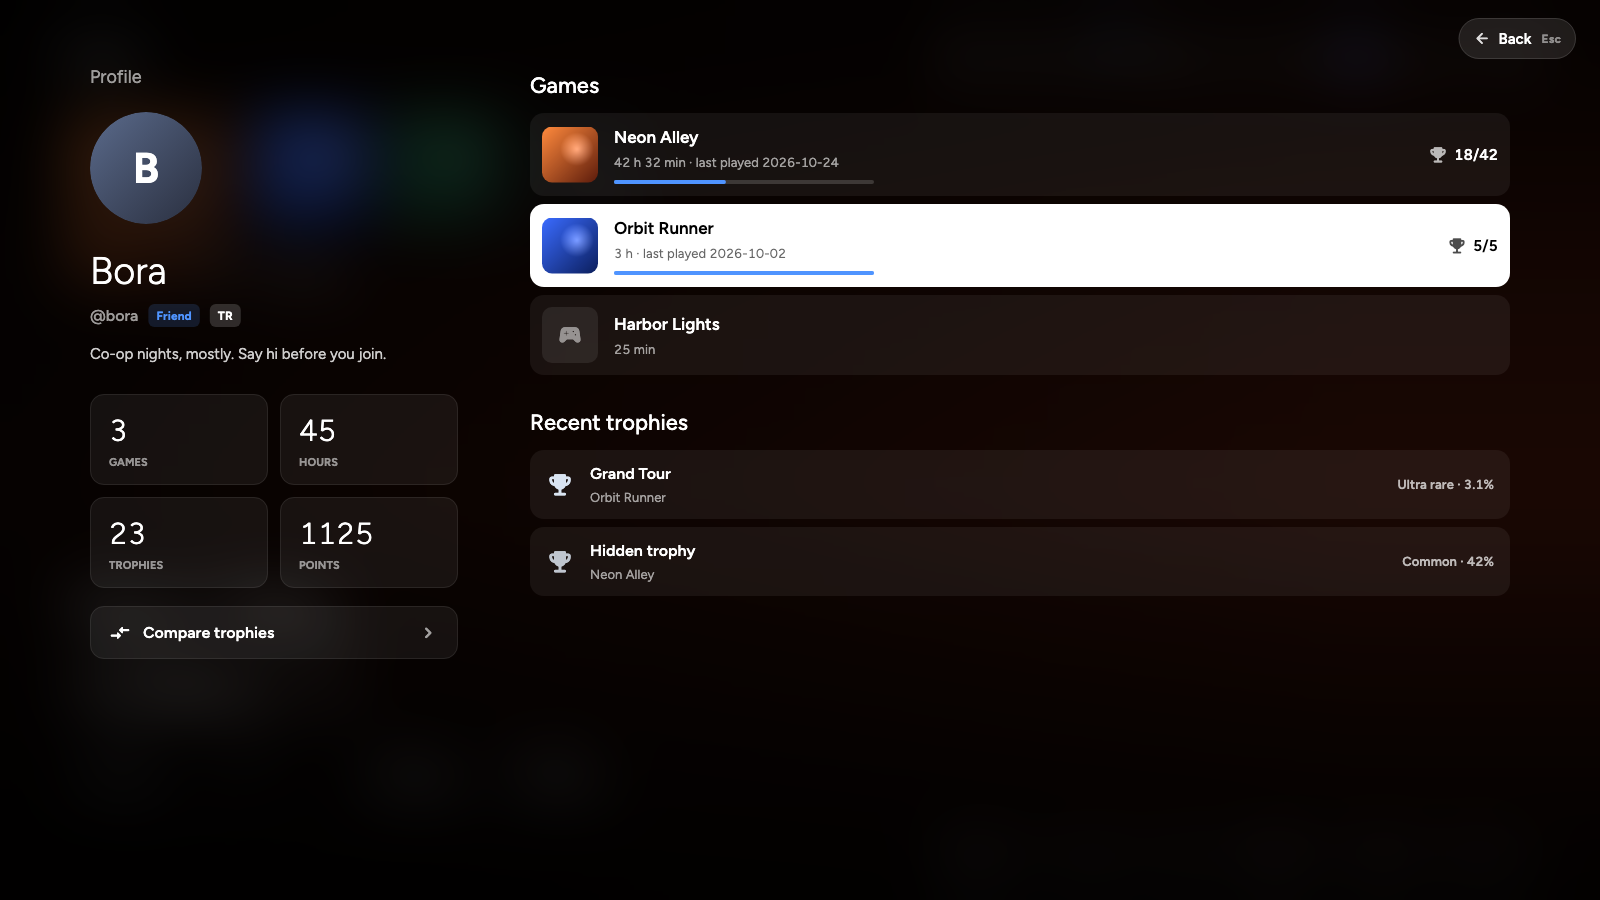 Back Esc
Profile
B
Bora
@bora Friend TR
Co-op nights, mostly. Say hi before you join.
3
GAMES
45
HOURS
23
TROPHIES
1125
POINTS
Compare trophies
Games
Neon Alley
42 h 32 min · last played 2026-10-24
18/42
Orbit Runner
3 h · last played 2026-10-02
5/5
Harbor Lights
25 min
Recent trophies
Grand Tour
Orbit Runner
Ultra rare · 3.1%
Hidden trophy
Neon Alley
Common · 42%